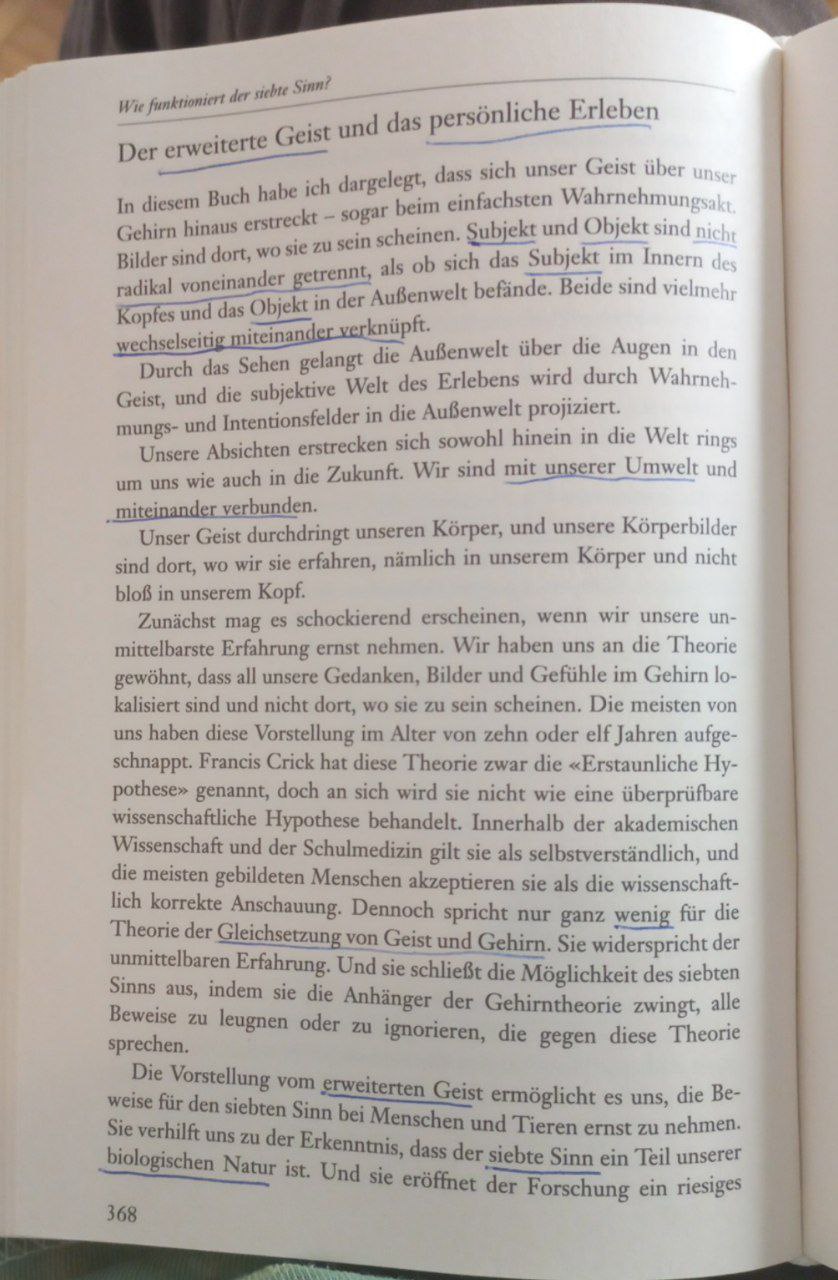 Wie funktioniert der siebte Sinn?
Der erweiterte Geist und das persönliche Erleben
In diesem Buch habe ich dargelegt, dass sich unser Geist über unser
Gehirn hinaus erstreckt – sogar beim einfachsten Wahrnehmungsakt.
Bilder sind dort, wo sie zu sein scheinen. Subjekt und Objekt sind nicht
radikal voneinander getrennt, als ob sich das Subjekt im Innern des
Kopfes und das Objekt in der Außenwelt befände. Beide sind vielmehr
wechselseitig miteinander verknüpft.
Durch das Sehen gelangt die Außenwelt über die Augen in den
Geist, und die subjektive Welt des Erlebens wird durch Wahrneh-
mungs- und Intentionsfelder in die Außenwelt projiziert.
Unsere Absichten erstrecken sich sowohl hinein in die Welt rings
um uns wie auch in die Zukunft. Wir sind mit unserer Umwelt und
miteinander verbunden.
Unser Geist durchdringt unseren Körper, und unsere Körperbilder
sind dort, wo wir sie erfahren, nämlich in unserem Körper und nicht
bloß in unserem Kopf.
Zunächst mag es schockierend erscheinen, wenn wir unsere un-
mittelbarste Erfahrung ernst nehmen. Wir haben uns an die Theorie
gewöhnt, dass all unsere Gedanken, Bilder und Gefühle im Gehirn lo-
kalisiert sind und nicht dort, wo sie zu sein scheinen. Die meisten von
uns haben diese Vorstellung im Alter von zehn oder elf Jahren aufge-
schnappt. Francis Crick hat diese Theorie zwar die «Erstaunliche Hy-
pothese» genannt, doch an sich wird sie nicht wie eine überprüfbare
wissenschaftliche Hypothese behandelt. Innerhalb der akademischen
Wissenschaft und der Schulmedizin gilt sie als selbstverständlich, und
die meisten gebildeten Menschen akzeptieren sie als die wissenschaft-
lich korrekte Anschauung. Dennoch spricht nur ganz wenig für die
Theorie der Gleichsetzung von Geist und Gehirn. Sie widerspricht der
unmittelbaren Erfahrung. Und sie schließt die Möglichkeit des siebten
Sinns aus, indem sie die Anhänger der Gehirntheorie zwingt, alle
Beweise zu leugnen oder zu ignorieren, die gegen diese Theorie
sprechen.
Die Vorstellung vom erweiterten Geist ermöglicht es uns, die Be-
weise für den siebten Sinn bei Menschen und Tieren ernst zu nehmen.
Sie verhilft uns zu der Erkenntnis, dass der siebte Sinn ein Teil unserer
biologischen Natur ist. Und sie eröffnet der Forschung ein riesiges
368